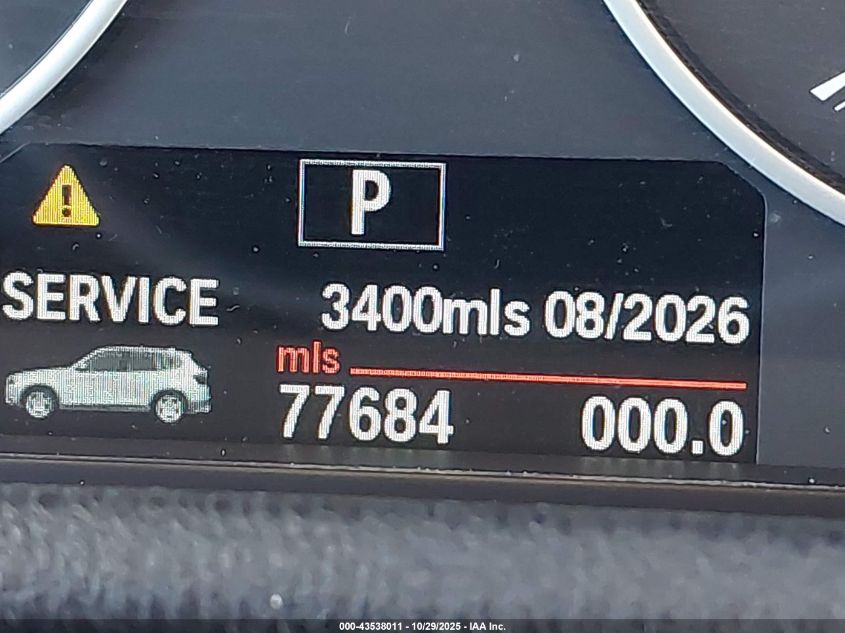 P
SERVICE 3400mls 08/2026
mls
77684 000.0
000-43538011 - 10/29/2025 - IAA Inc.